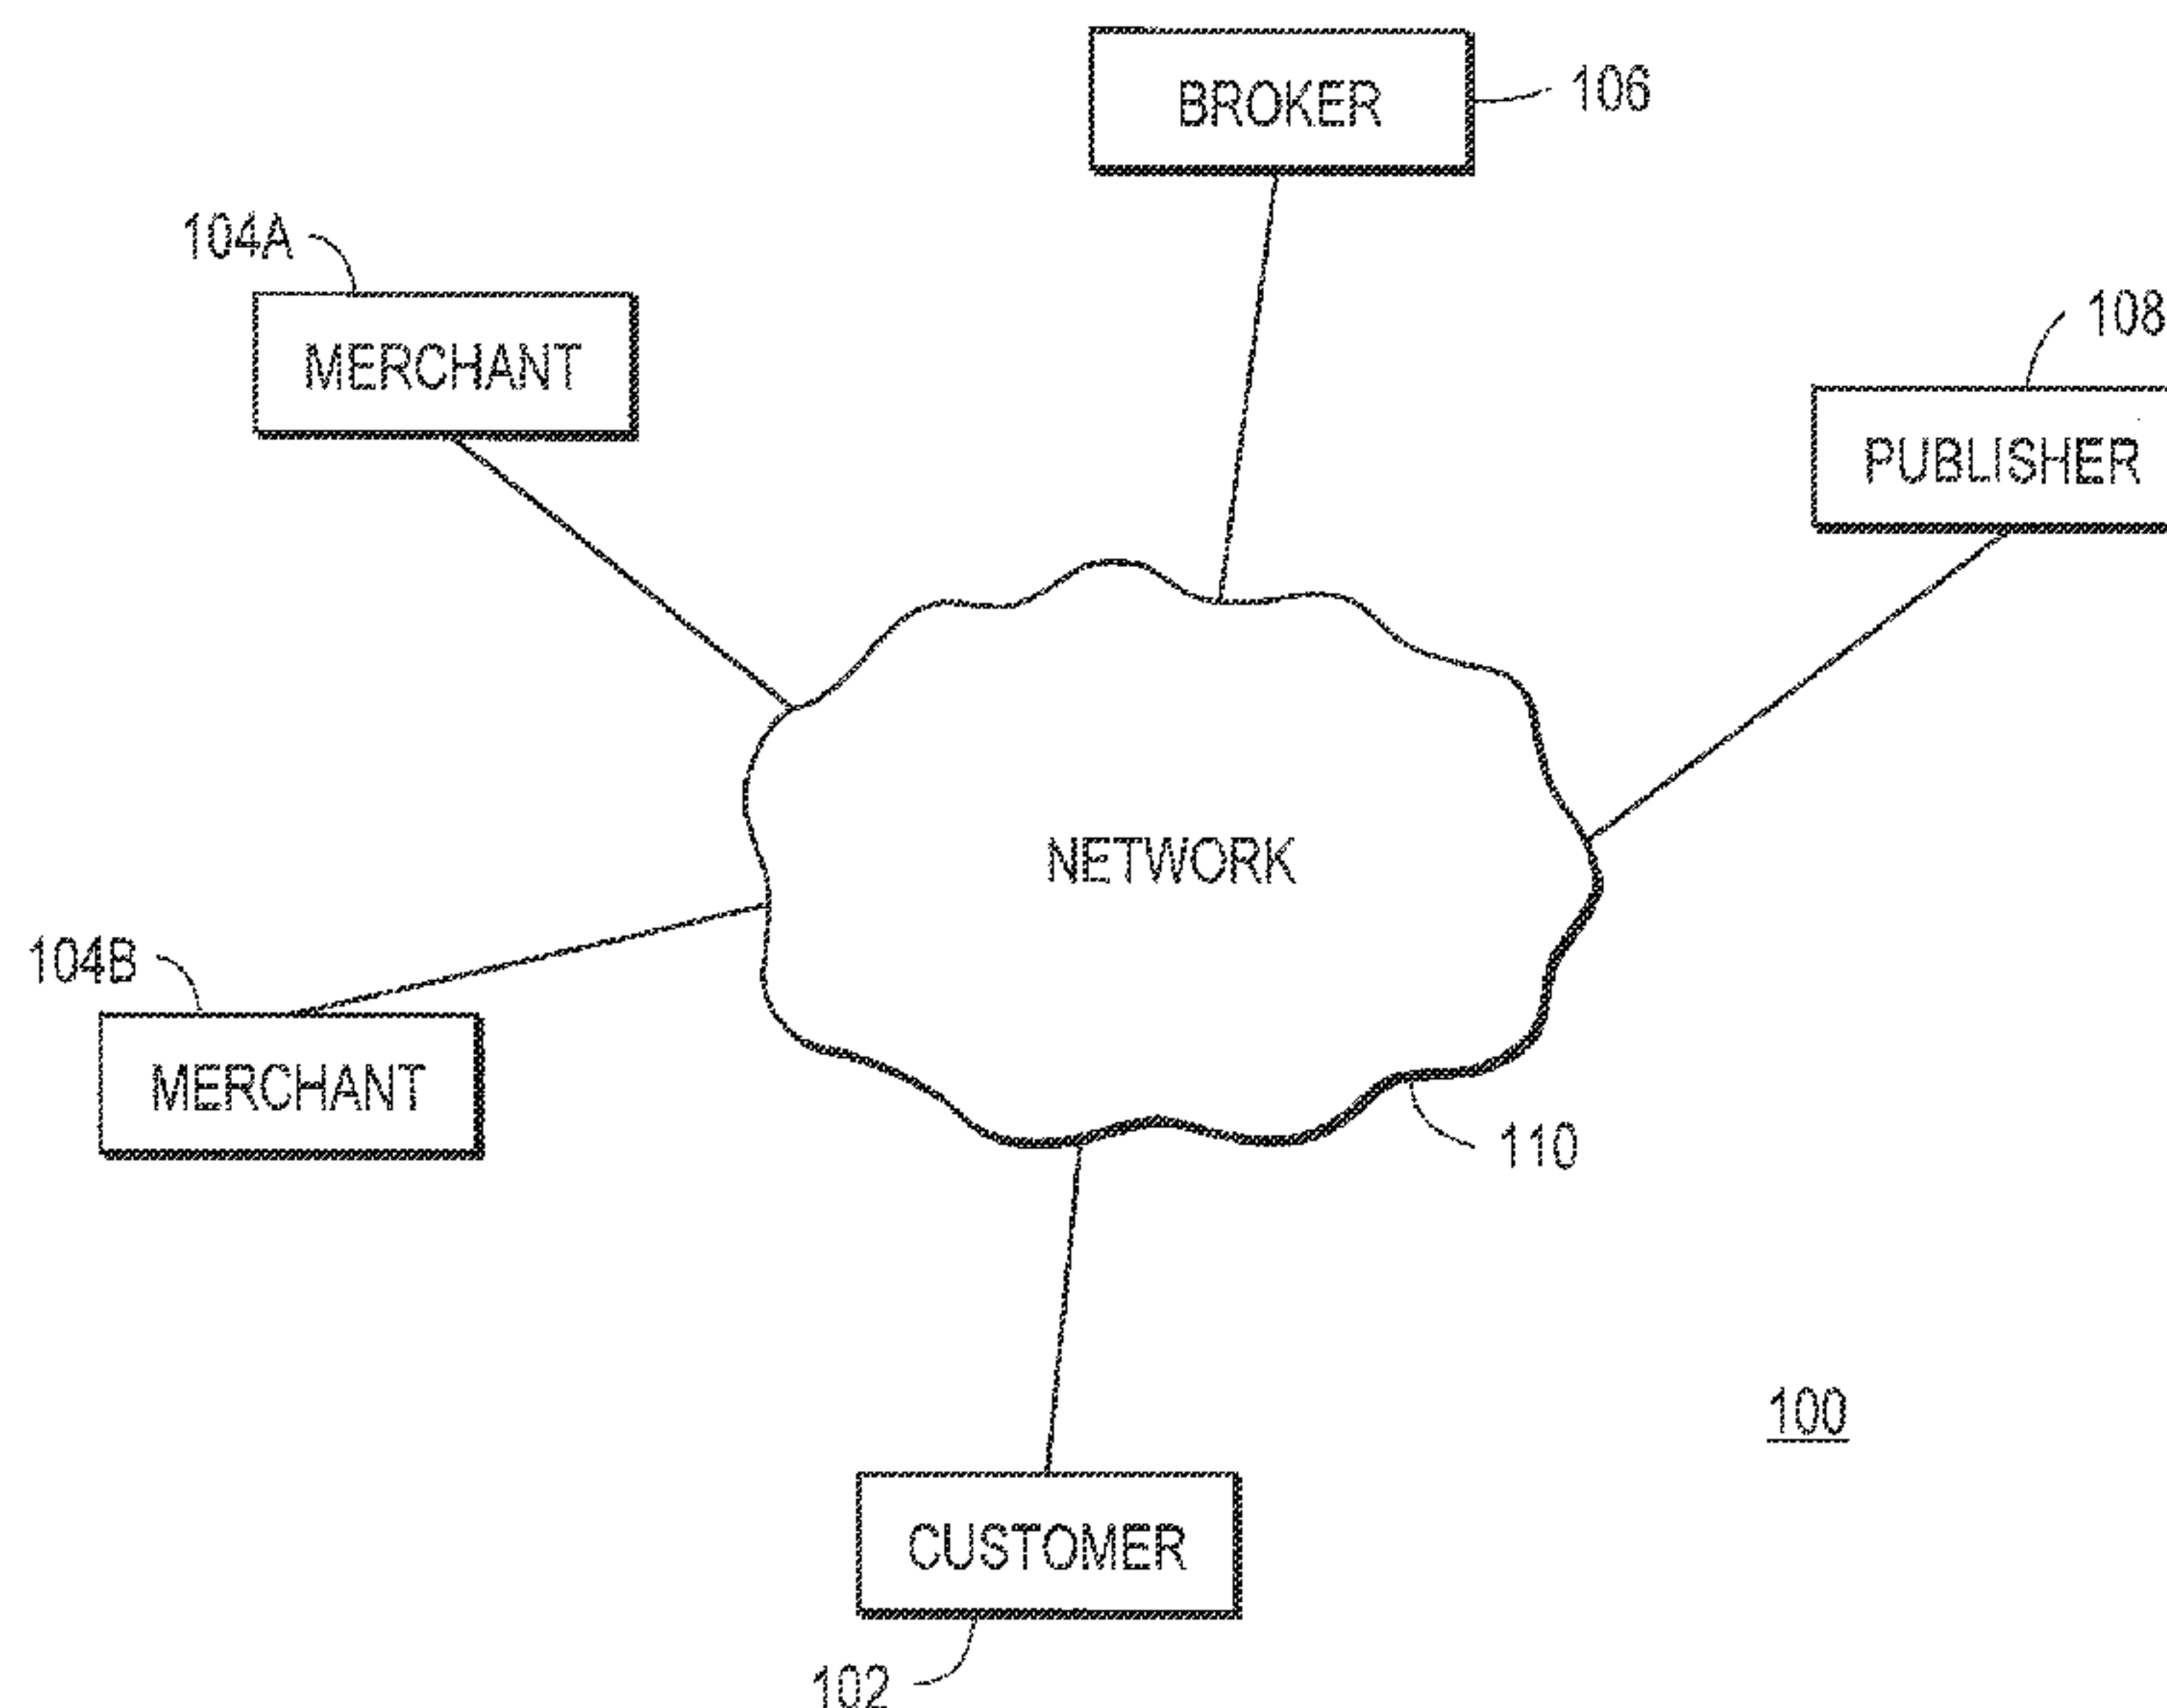 BROKER
106
104A
MERCHANT
108
PUBLISHER
NETWORK
104B
MERCHANT
110
100
CUSTOMER
102